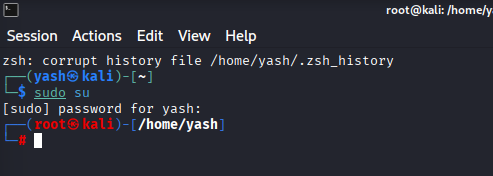 root@kali: /home/y
Session Actions Edit View Help
zsh: corrupt history file /home/yash/.zsh_history
┌──(yash㉿kali)-[~]
└─$ sudo su
[sudo] password for yash:
┌──(root㉿kali)-[/home/yash]
└─#